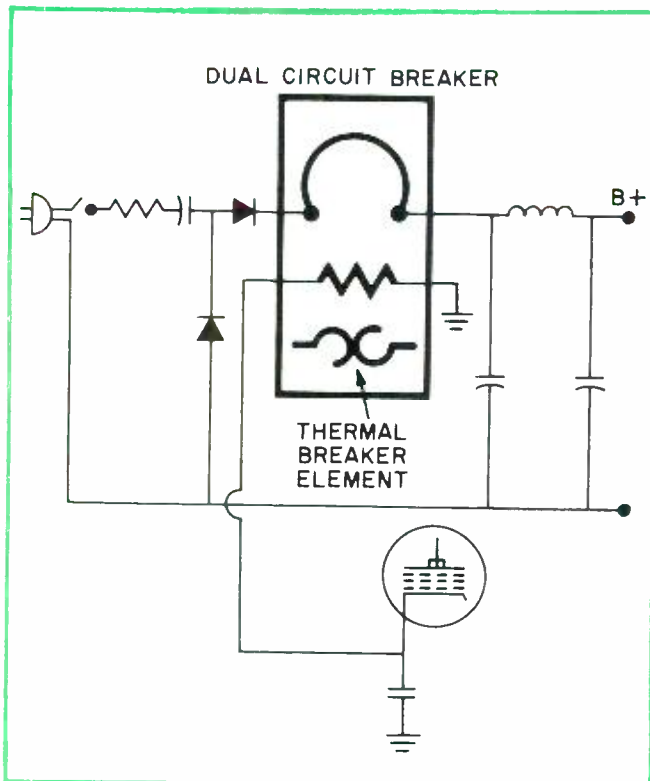 DUAL CIRCUIT BREAKER
B+
THERMAL
BREAKER
ELEMENT